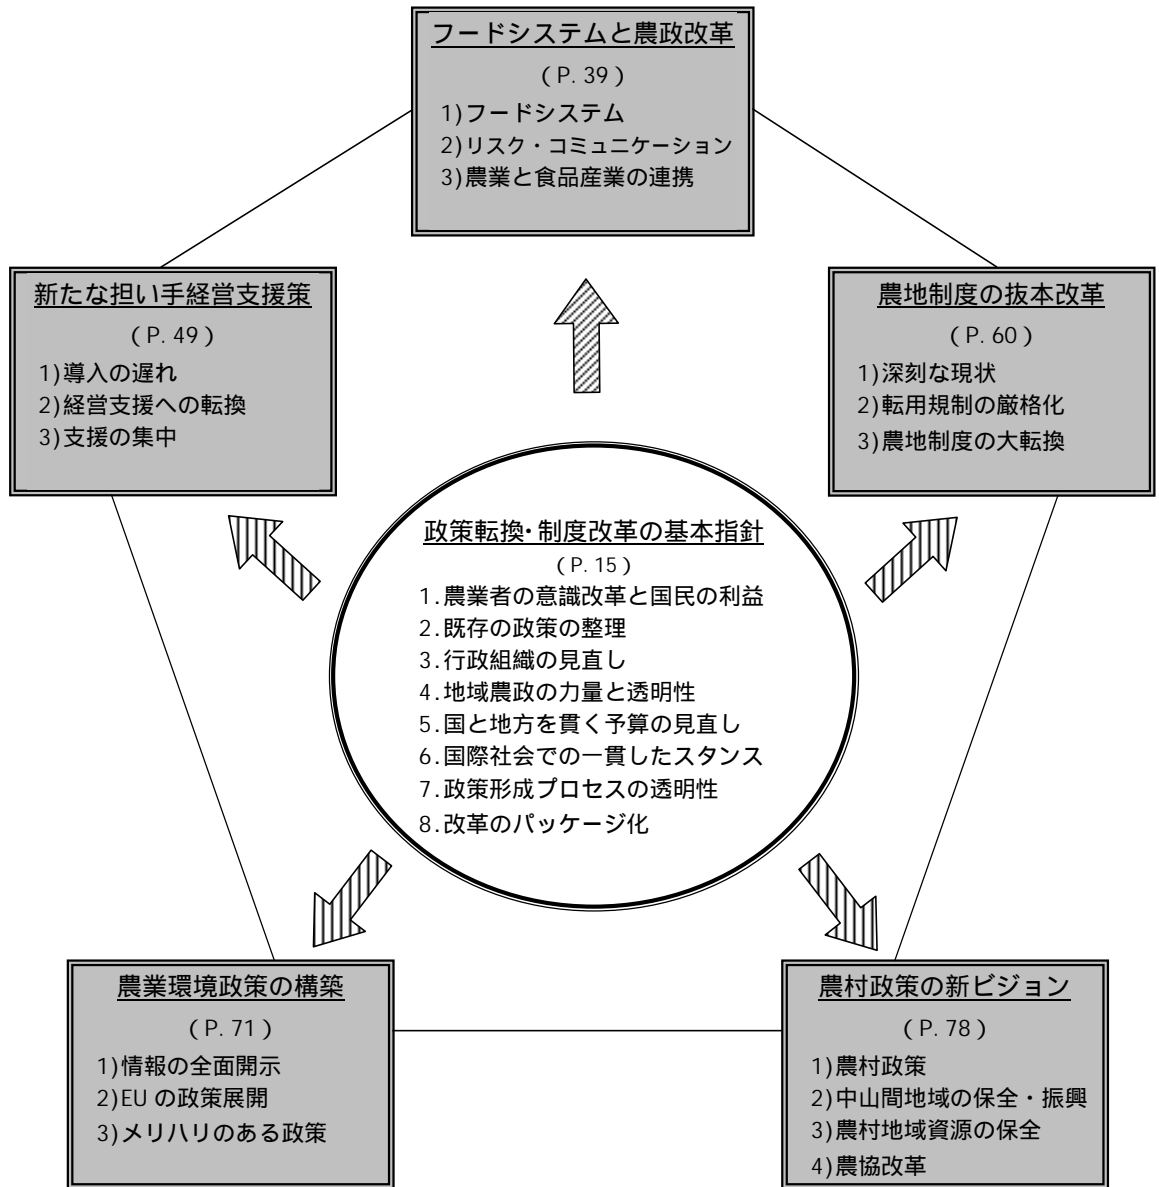 フードシステムと農政改革
（P. 39）
1)フードシステム
2)リスク・コミュニケーション
3)農業と食品産業の連携
新たな担い手経営支援策
（P. 49）
1)導入の遅れ
2)経営支援への転換
3)支援の集中
農地制度の抜本改革
（P. 60）
1)深刻な現状
2)転用規制の厳格化
3)農地制度の大転換
政策転換・制度改革の基本指針
（P. 15）
1.農業者の意識改革と国民の利益
2.既存の政策の整理
3.行政組織の見直し
4.地域農政の力量と透明性
5.国と地方を貫く予算の見直し
6.国際社会での一貫したスタンス
7.政策形成プロセスの透明性
8.改革のパッケージ化
農業環境政策の構築
（P. 71）
1)情報の全面開示
2)EU の政策展開
3)メリハリのある政策
農村政策の新ビジョン
（P. 78）
1)農村政策
2)中山間地域の保全・振興
3)農村地域資源の保全
4)農協改革